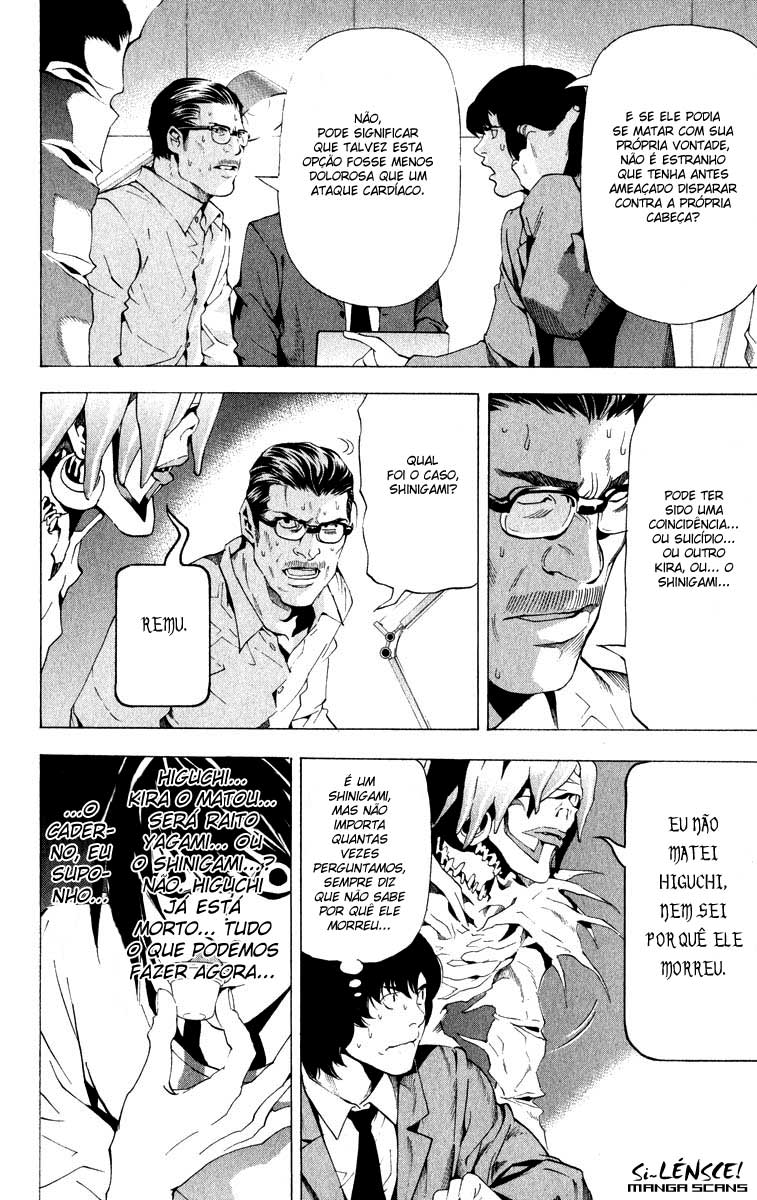 E SE ELE PODIA
SE MATAR COM SUA
PRÓPRIA VONTADE,
NÃO É ESTRANHO
QUE TENHA ANTES
AMEAÇADO DISPARAR
CONTRA A PRÓPRIA
CABEÇA?
NÃO,
PODE SIGNIFICAR
QUE TALVEZ ESTA
OPÇÃO FOSSE MENOS
DOLOROSA QUE UM
ATAQUE CARDÍACO.
PODE TER
SIDO UMA
COINCIDÊNCIA...
OU SUICÍDIO...
OU OUTRO
KIRA, OU... O
SHINIGAMI...
QUAL
FOI O CASO,
SHINIGAMI?
REMU.
EU NÃO
MATEI
HIGUCHI,
NEM SEI
POR QUÊ ELE
MORREU.
É UM
SHINIGAMI,
MAS NÃO
IMPORTA
QUANTAS
VEZES
PERGUNTAMOS,
SEMPRE DIZ
QUE NÃO SABE
POR QUÊ ELE
MORREU...
HIGUCHI...
KIRA O MATOU...
SERÁ RAITO
YAGAMI... OU
O SHINIGAMI...?
NÃO. HIGUCHI
JÁ ESTÁ
MORTO... TUDO
O QUE PODEMOS
FAZER AGORA...
...O
CADER-
NO, EU
SUPO-
NHO...
Si~LÉNSCE!
MANGA SCANS